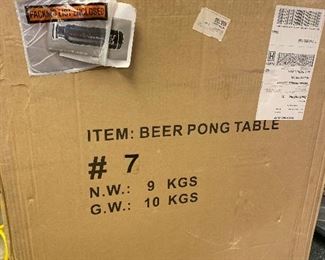 PACKING LIST ENCLOSED
ITEM: BEER PONG TABLE
# 7
N.W.: 9 KGS
G.W.: 10 KGS